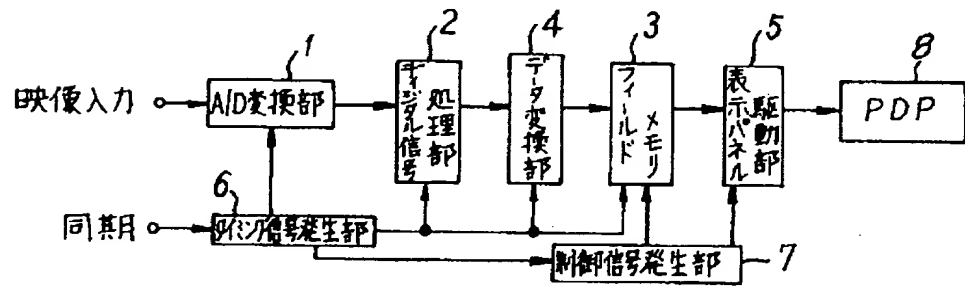 1
2
4
3
5
8
映像入力
A/D変換部
ディジタル信号
処理部
データ変換部
フィールド
メモリ
表示パネル
駆動部
PDP
6
同期
タイミング信号発生部
制御信号発生部
7